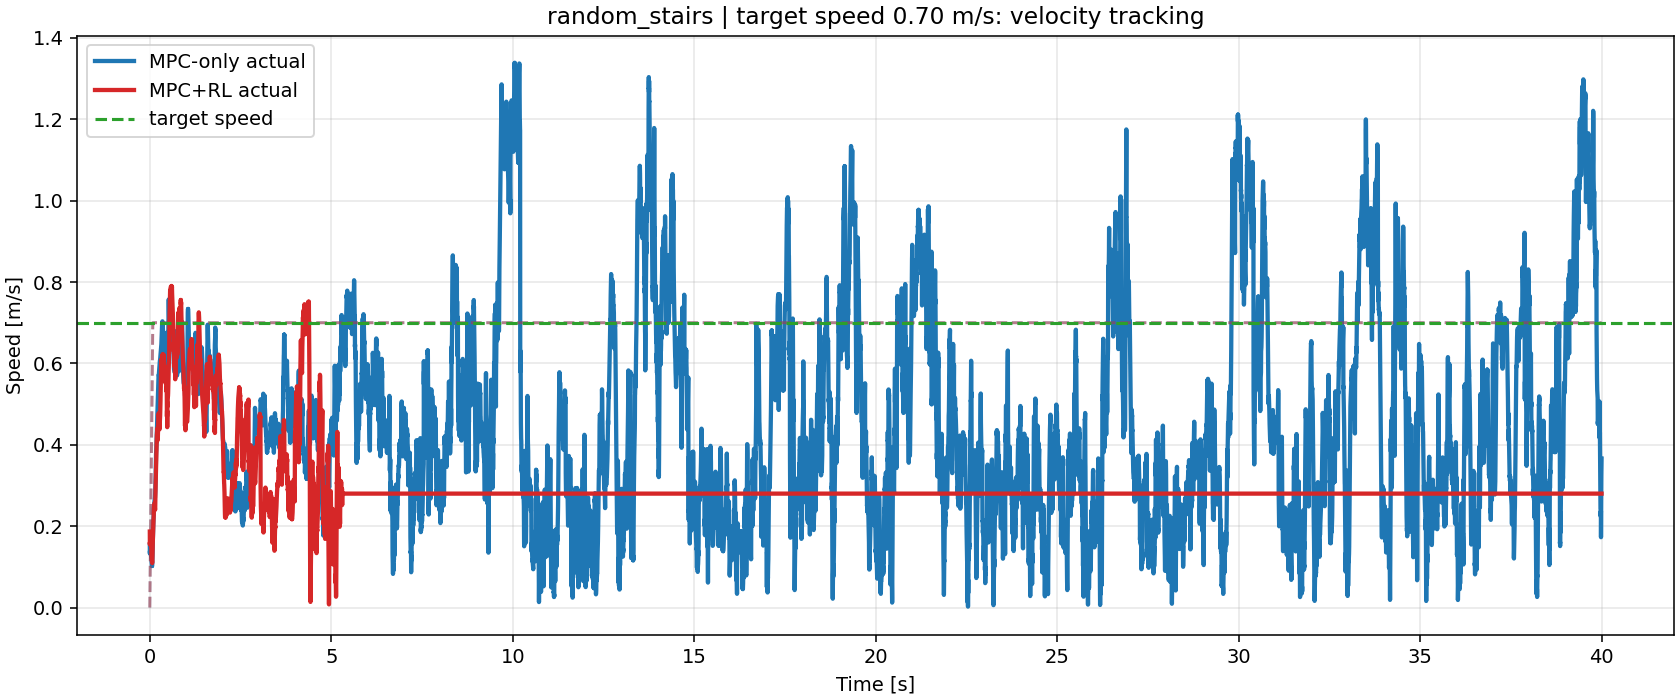 random_stairs | target speed 0.70 m/s: velocity tracking
MPC-only actual
MPC+RL actual
target speed
Speed [m/s]
1.4
1.2
1.0
0.8
0.6
0.4
0.2
0.0
0 5 10 15 20 25 30 35 40
Time [s]